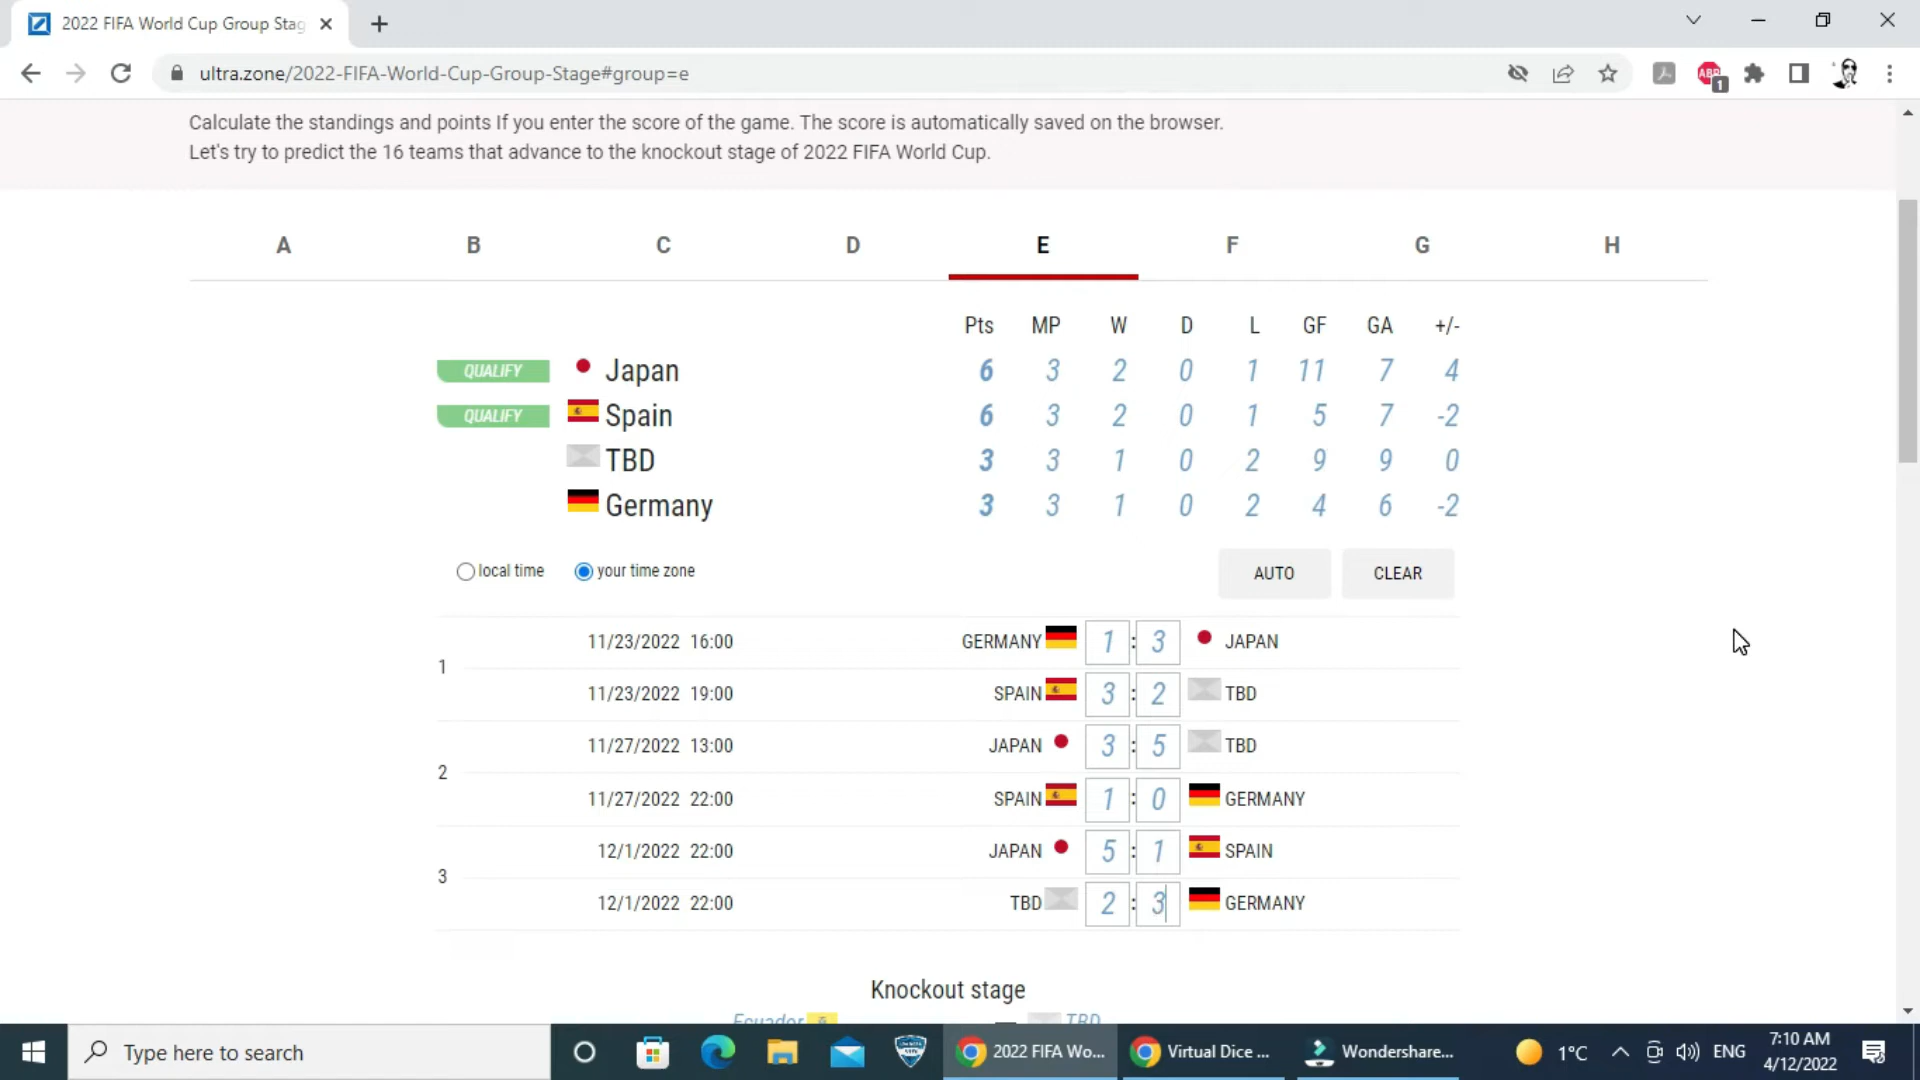 2022 FIFA World Cup Group Stag
ultra.zone/2022-FIFA-World-Cup-Group-Stage#group=e
ABP
1
Calculate the standings and points If you enter the score of the game. The score is automatically saved on the browser.
Let's try to predict the 16 teams that advance to the knockout stage of 2022 FIFA World Cup.
A B C D E F G H
Pts MP W D L GF GA +/-
QUALIFY Japan 6 3 2 0 1 11 7 4
QUALIFY Spain 6 3 2 0 1 5 7 -2
TBD 3 3 1 0 2 9 9 0
Germany 3 3 1 0 2 4 6 -2
local time your time zone AUTO CLEAR
1
11/23/2022 16:00 GERMANY 1 : 3 JAPAN
11/23/2022 19:00 SPAIN 3 : 2 TBD
2
11/27/2022 13:00 JAPAN 3 : 5 TBD
11/27/2022 22:00 SPAIN 1 : 0 GERMANY
3
12/1/2022 22:00 JAPAN 5 : 1 SPAIN
12/1/2022 22:00 TBD 2 : 3 GERMANY
Knockout stage
Ecuador TBD
Type here to search
2022 FIFA Wo...
Virtual Dice ...
Wondershare...
1°C
ENG
7:10 AM
4/12/2022